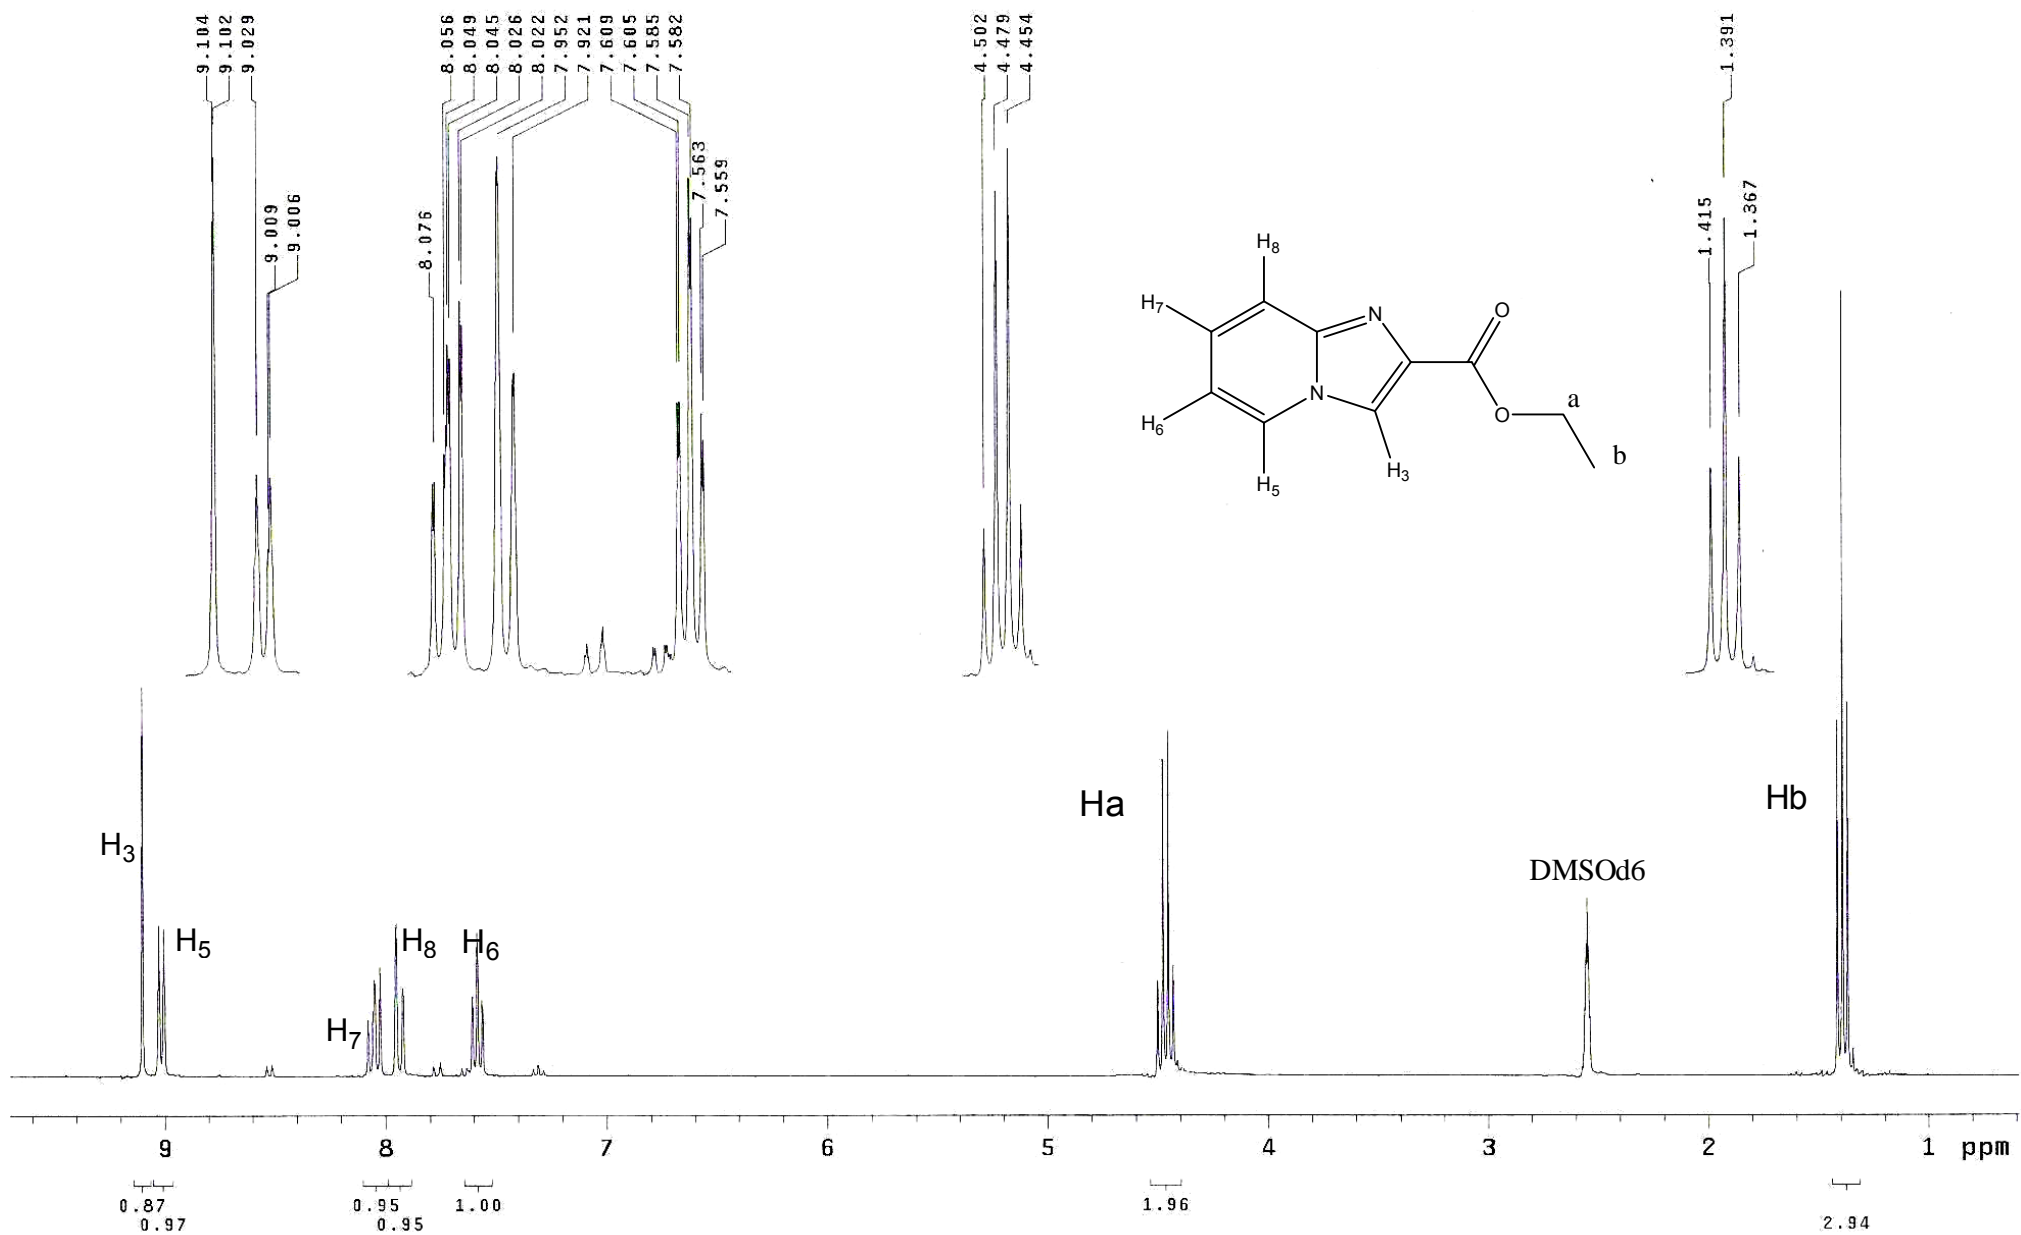 9.104
9.102
9.029
9.009
9.006
8.076
8.056
8.049
8.045
8.026
8.022
7.952
7.921
7.609
7.605
7.585
7.582
7.563
7.559
4.502
4.479
4.454
1.415
1.391
1.367
H8
H7
N
O
N
O
a
H6
b
H3
H5
Ha
Hb
H3
DMSOd6
H5
H8
H6
H7
9 8 7 6 5 4 3 2 1 ppm
0.87 0.95 1.00 1.96
0.97 0.95 2.94